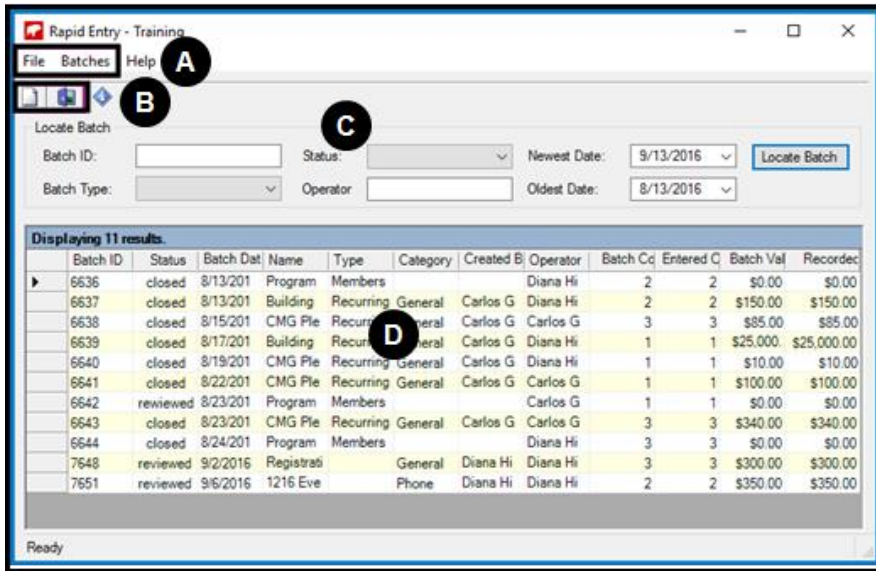 Rapid Entry - Training
File Batches Help A
B
Locate Batch C
Batch ID: Status: Newest Date: 9/13/2016 Locate Batch
Batch Type: Operator Oldest Date: 8/13/2016
Displaying 11 results.
Batch ID Status Batch Dat Name Type Category Created B Operator Batch Co Entered C Batch Val Recorded
6636 closed 8/13/201 Program Members Diana Hi 2 2 $0.00 $0.00
6637 closed 8/13/201 Building Recurring General Carlos G Diana Hi 2 2 $150.00 $150.00
6638 closed 8/15/201 CMG Ple Recurr D neral Carlos G Carlos G 3 3 $85.00 $85.00
6639 closed 8/17/201 Building Recurr neral Carlos G Diana Hi 1 1 $25,000. $25,000.00
6640 closed 8/19/201 CMG Ple Recurring General Carlos G Diana Hi 1 1 $10.00 $10.00
6641 closed 8/22/201 CMG Ple Recurring General Carlos G Carlos G 1 1 $100.00 $100.00
6642 rewiewed 8/23/201 Program Members Carlos G 1 1 $0.00 $0.00
6643 closed 8/23/201 CMG Ple Recurring General Carlos G Carlos G 3 3 $340.00 $340.00
6644 closed 8/24/201 Program Members Diana Hi 3 3 $0.00 $0.00
7648 reviewed 9/2/2016 Registrati General Diana Hi Diana Hi 3 3 $300.00 $300.00
7651 reviewed 9/6/2016 1216 Eve Phone Diana Hi Diana Hi 2 2 $350.00 $350.00
Ready